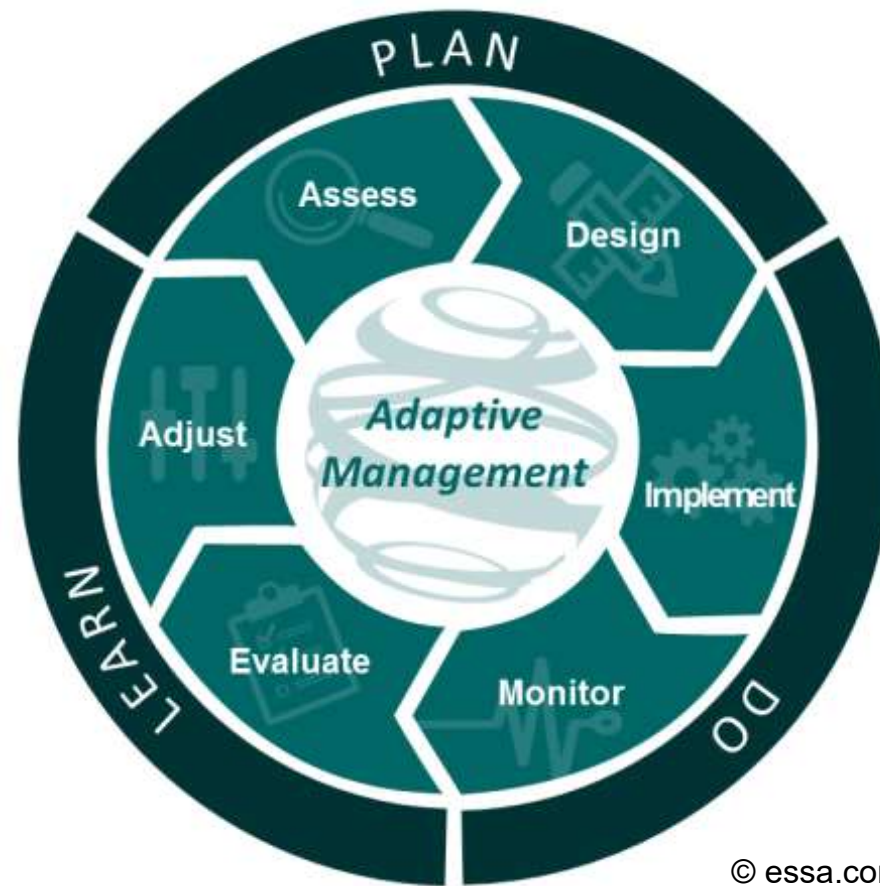 PLAN
Assess
Design
Adjust
Adaptive
Management
Implement
Evaluate
Monitor
LEARN
DO
© essa.com